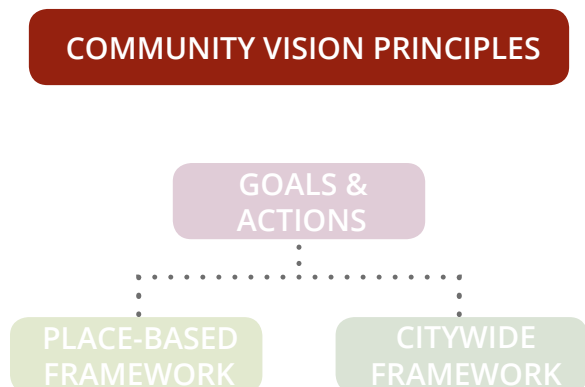 COMMUNITY VISION PRINCIPLES
GOALS &
ACTIONS
PLACE-BASED
FRAMEWORK
CITYWIDE
FRAMEWORK